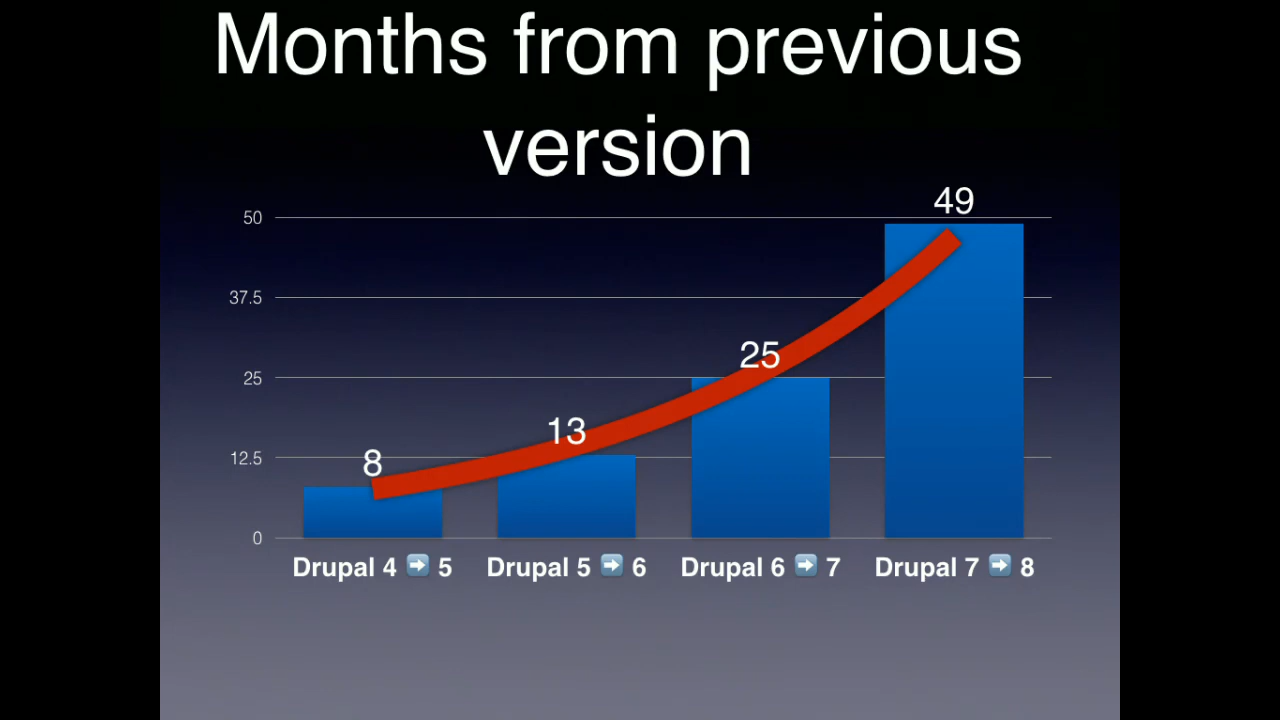 Months from previous
version
49
50
37.5
25
25
13
12.5
8
0
Drupal 4 ➡ 5
Drupal 5 ➡ 6
Drupal 6 ➡ 7
Drupal 7 ➡ 8